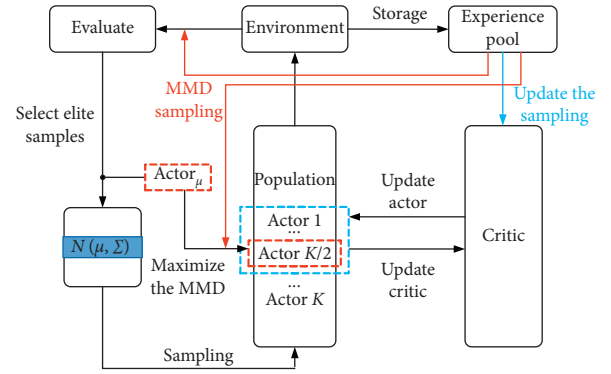 Evaluate
Environment
Storage
Experience
pool
MMD
sampling
Update the
sampling
Select elite
samples
Actorμ
Population
Actor 1
...
Actor K/2
...
Actor K
Update
actor
Critic
Update
critic
N (μ, Σ)
Maximize
the MMD
Sampling